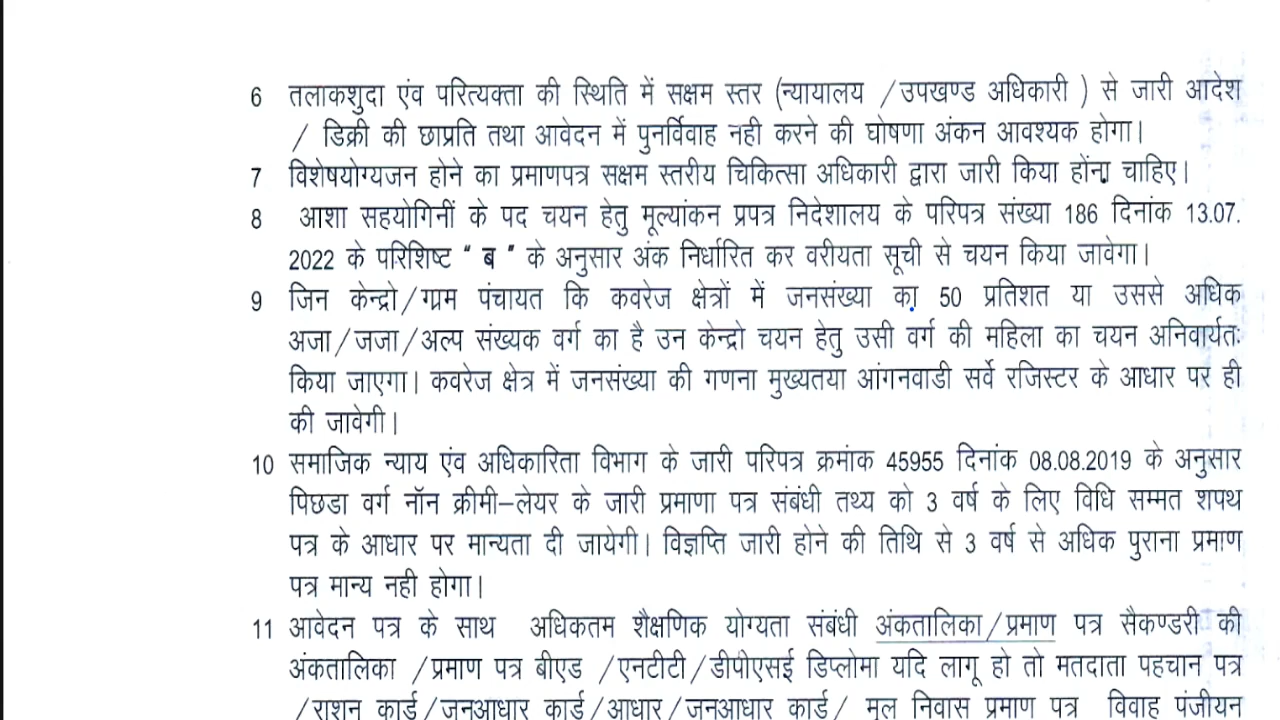 6 तलाकशुदा एंव परित्यक्ता की स्थिति में सक्षम स्तर (न्यायालय /उपखण्ड अधिकारी ) से जारी आदेश
/ डिक्री की छाप्रति तथा आवेदन में पुनर्विवाह नही करने की घोषणा अंकन आवश्यक होगा।
7 विशेषयोग्यजन होने का प्रमाणपत्र सक्षम स्तरीय चिकित्सा अधिकारी द्वारा जारी किया होंना चाहिए।
8 आशा सहयोगिनीं के पद चयन हेतु मूल्यांकन प्रपत्र निदेशालय के परिपत्र संख्या 186 दिनांक 13.07.
2022 के परिशिष्ट " ब " के अनुसार अंक निर्धारित कर वरीयता सूची से चयन किया जावेगा।
9 जिन केन्द्रो/ग्राम पंचायत कि कवरेज क्षेत्रों में जनसंख्या का 50 प्रतिशत या उससे अधिक
अजा/जजा/अल्प संख्यक वर्ग का है उन केन्द्रो चयन हेतु उसी वर्ग की महिला का चयन अनिवार्यतः
किया जाएगा। कवरेज क्षेत्र में जनसंख्या की गणना मुख्यतया आंगनवाडी सर्वे रजिस्टर के आधार पर ही
की जावेगी।
10 समाजिक न्याय एंव अधिकारिता विभाग के जारी परिपत्र क्रमांक 45955 दिनांक 08.08.2019 के अनुसार
पिछडा वर्ग नॉन क्रीमी–लेयर के जारी प्रमाणा पत्र संबंधी तथ्य को 3 वर्ष के लिए विधि सम्मत शपथ
पत्र के आधार पर मान्यता दी जायेगी। विज्ञप्ति जारी होने की तिथि से 3 वर्ष से अधिक पुराना प्रमाण
पत्र मान्य नही होगा।
11 आवेदन पत्र के साथ अधिकतम शैक्षणिक योग्यता संबंधी अंकतालिका/प्रमाण पत्र सैकण्डरी की
अंकतालिका /प्रमाण पत्र बीएड /एनटीटी/डीपीएसई डिप्लोमा यदि लागू हो तो मतदाता पहचान पत्र
/राशन कार्ड/जनआधार कार्ड/आधार/जनआधार कार्ड/ मूल निवास प्रमाण पत्र विवाह पंजीयन